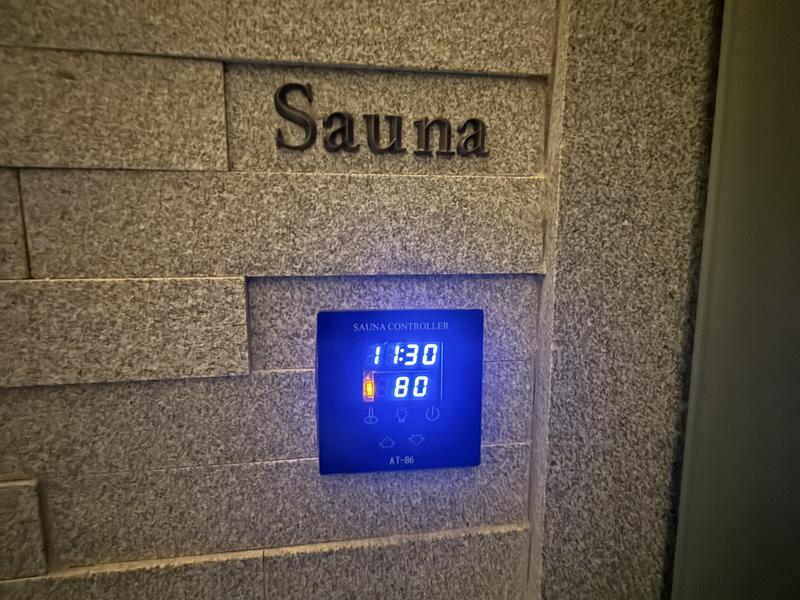 Sauna
SAUNA CONTROLLER
11:30
80
AT-86